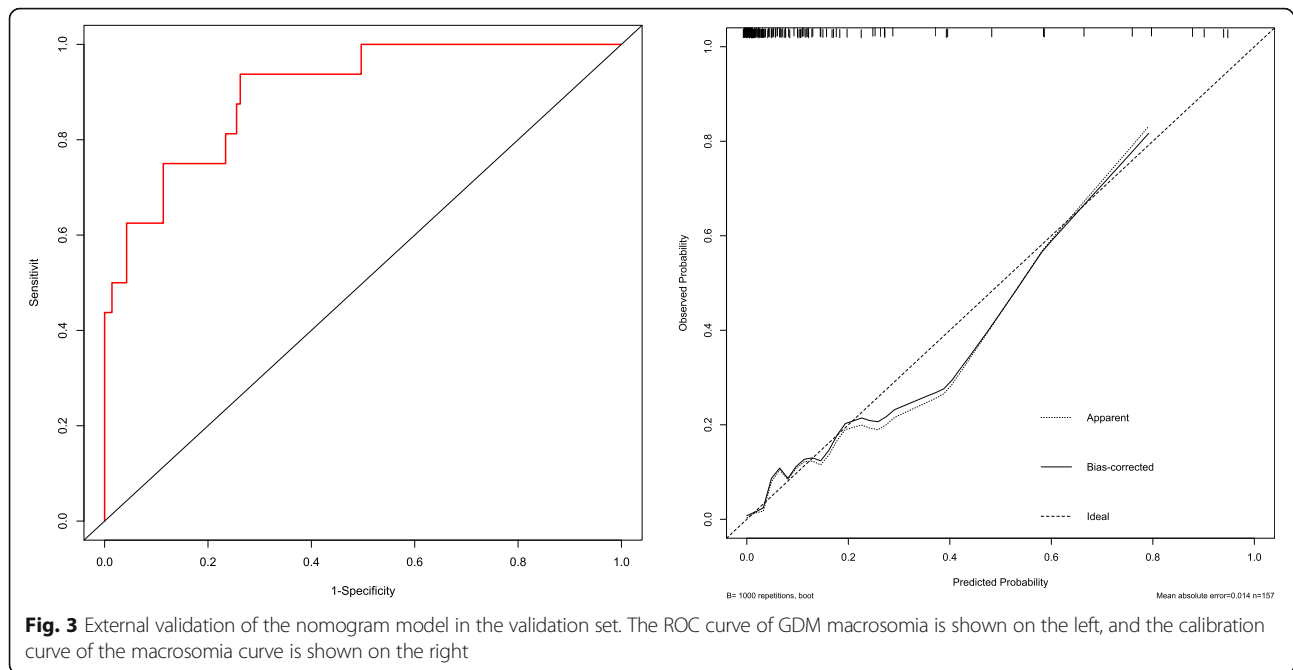 1.0
0.8
0.6
0.4
0.2
0.0
Sensitivit
0.0 0.2 0.4 0.6 0.8 1.0
1-Specificity
1.0
0.8
0.6
0.4
0.2
0.0
Observed Probability
Apparent
Bias-corrected
Ideal
0.0 0.2 0.4 0.6 0.8 1.0
Predicted Probability
B= 1000 repetitions, boot
Mean absolute error=0.014 n=157
Fig. 3 External validation of the nomogram model in the validation set. The ROC curve of GDM macrosomia is shown on the left, and the calibration
curve of the macrosomia curve is shown on the right